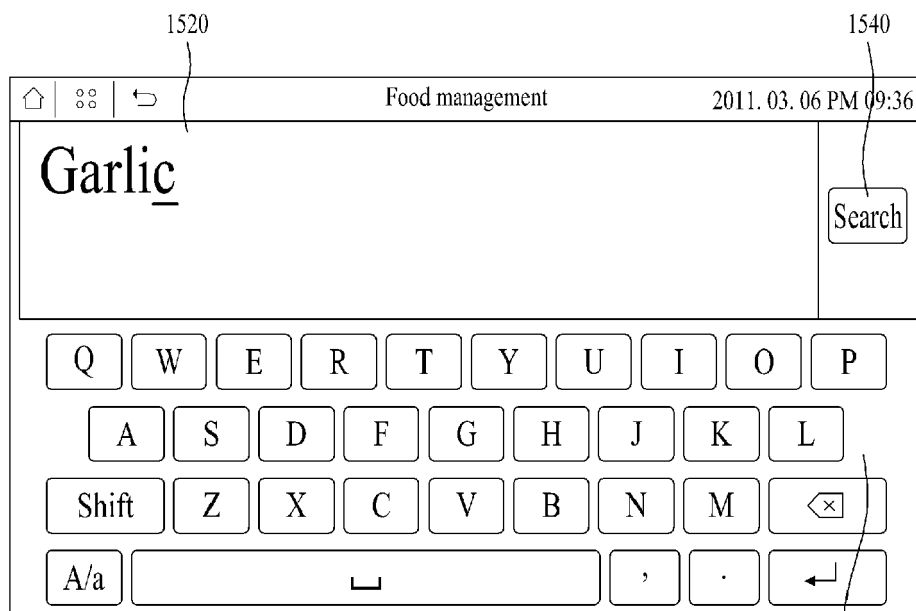 1520 1540
Food management 2011. 03. 06 PM 09:36
Garlic
Search
Q W E R T Y U I O P
A S D F G H J K L
Shift Z X C V B N M
A/a , .